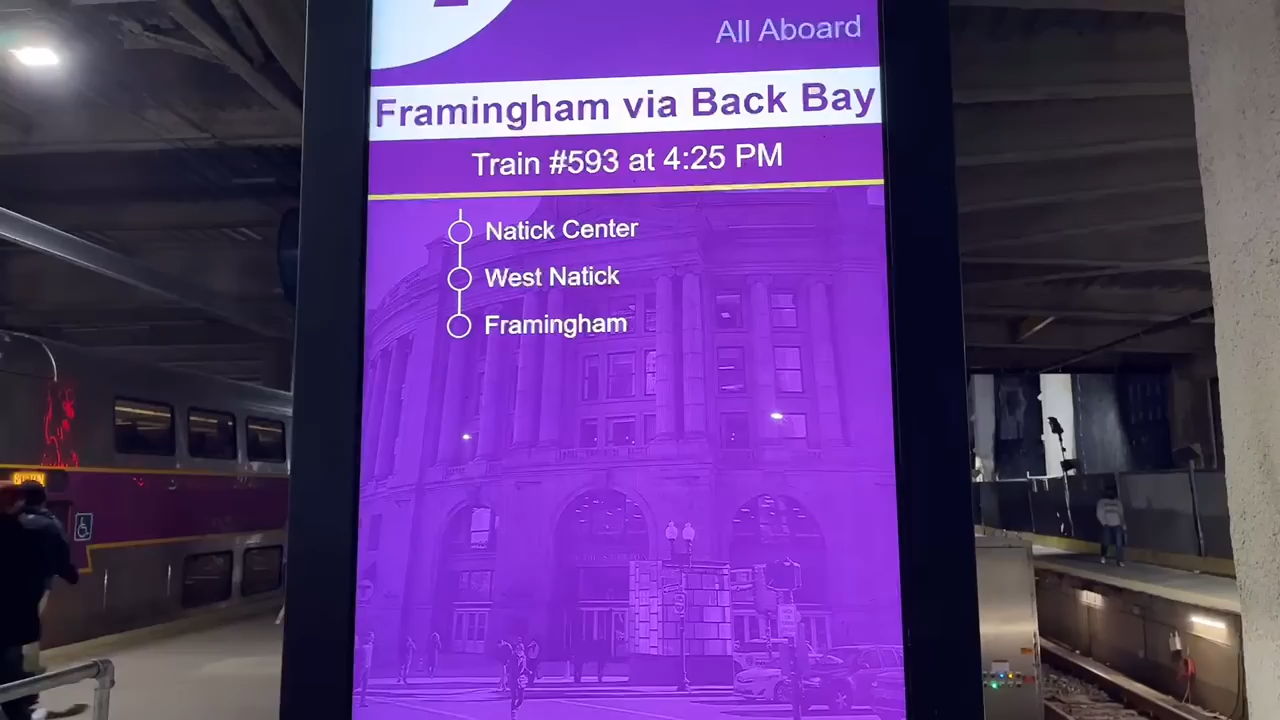 All Aboard
Framingham via Back Bay
Train #593 at 4:25 PM
Natick Center
West Natick
Framingham